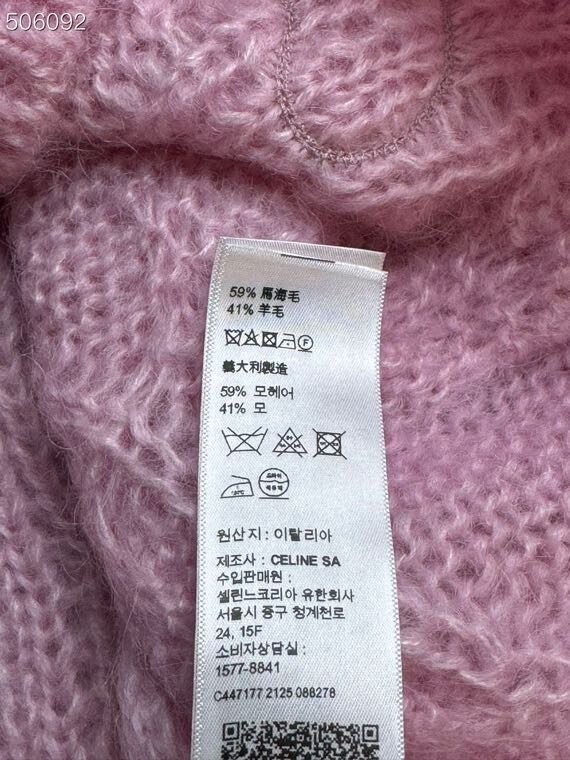 506092
59% 馬海毛
41% 羊毛
F
義大利製造
59% 모헤어
41% 모
원산지: 이탈리아
제조사 : CELINE SA
수입판매원 :
셀린느코리아 유한회사
서울시 중구 청계천로
24, 15F
소비자상담실 :
1577-8841
C447177 2125 088278